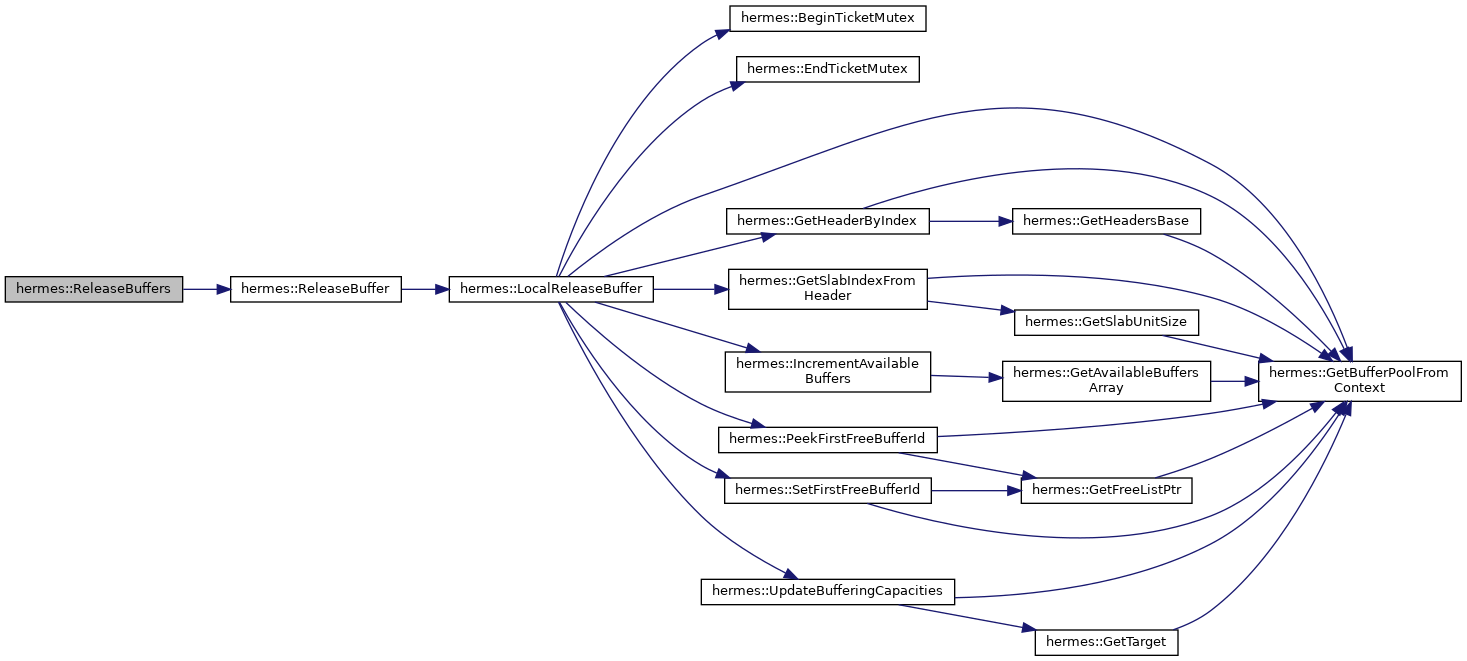 hermes::BeginTicketMutex
hermes::EndTicketMutex
hermes::GetHeaderByIndex
hermes::GetHeadersBase
hermes::ReleaseBuffers
hermes::ReleaseBuffer
hermes::LocalReleaseBuffer
hermes::GetSlabIndexFrom
Header
hermes::GetSlabUnitSize
hermes::IncrementAvailable
Buffers
hermes::GetAvailableBuffers
Array
hermes::GetBufferPoolFrom
Context
hermes::PeekFirstFreeBufferId
hermes::SetFirstFreeBufferId
hermes::GetFreeListPtr
hermes::UpdateBufferingCapacities
hermes::GetTarget